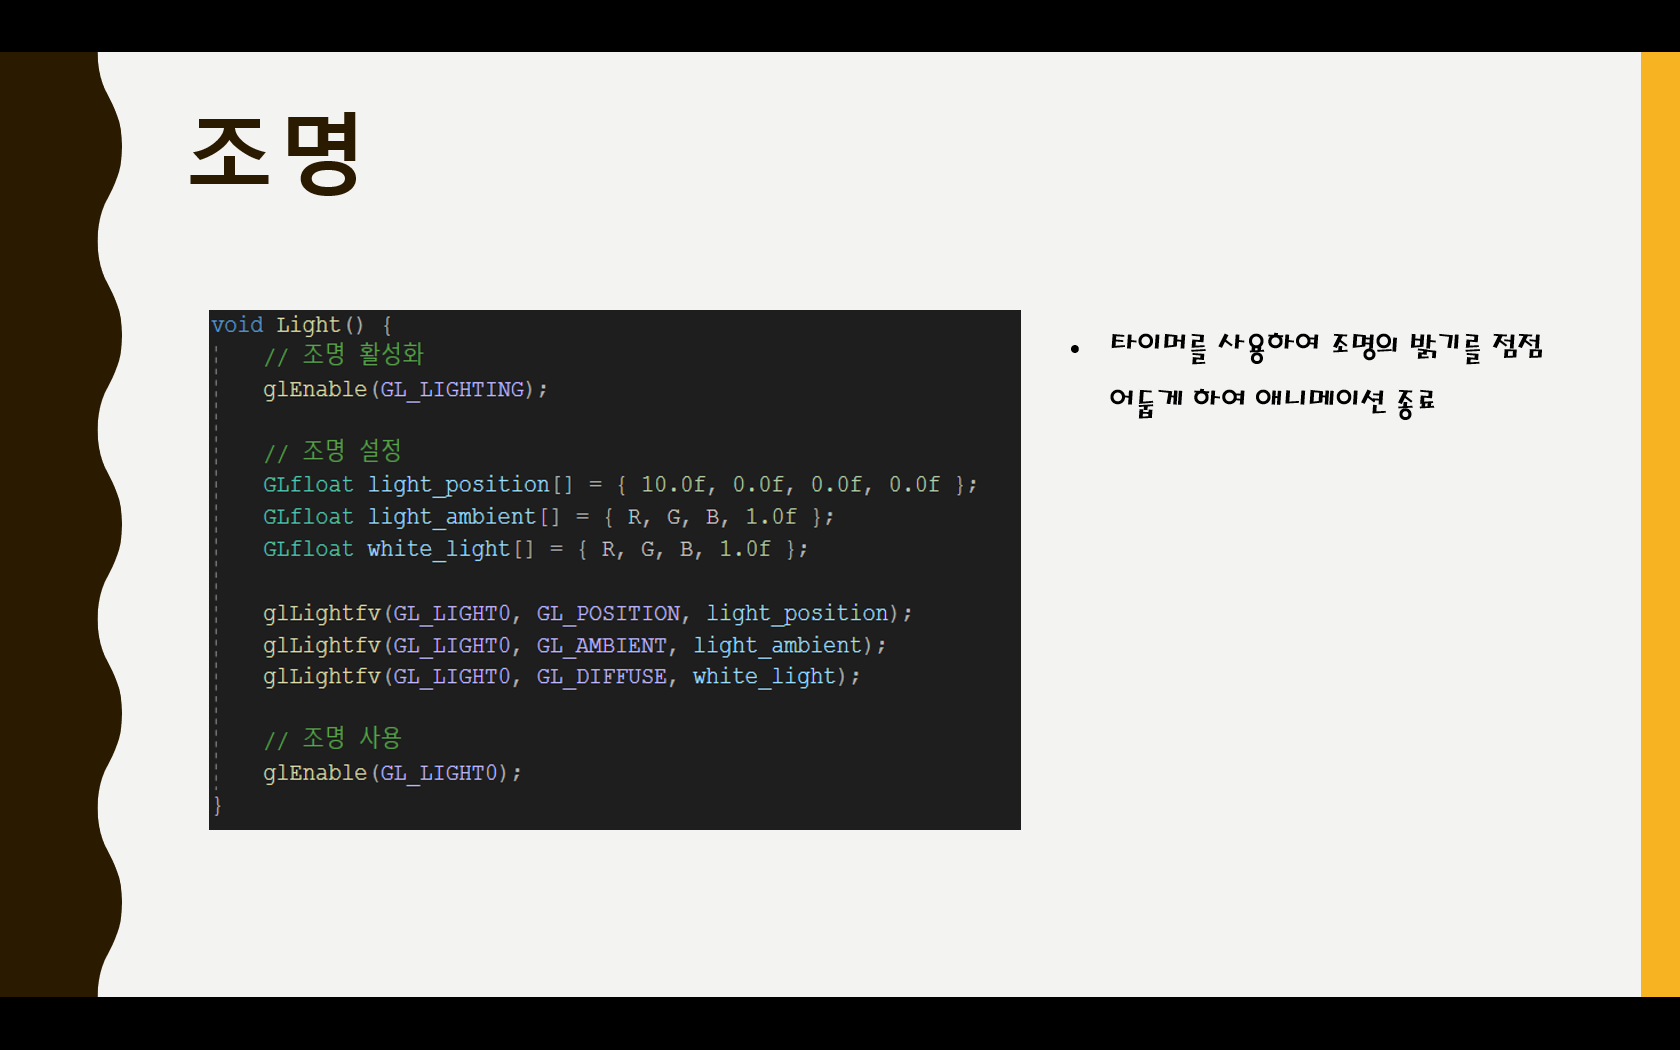 조명
void Light() {
// 조명 활성화
glEnable(GL_LIGHTING);
// 조명 설정
GLfloat light_position[] = { 10.0f, 0.0f, 0.0f, 0.0f };
GLfloat light_ambient[] = { R, G, B, 1.0f };
GLfloat white_light[] = { R, G, B, 1.0f };
glLightfv(GL_LIGHT0, GL_POSITION, light_position);
glLightfv(GL_LIGHT0, GL_AMBIENT, light_ambient);
glLightfv(GL_LIGHT0, GL_DIFFUSE, white_light);
// 조명 사용
glEnable(GL_LIGHT0);
}
• 타이머를 사용하여 조명의 밝기를 점점
어둡게 하여 애니메이션 종료